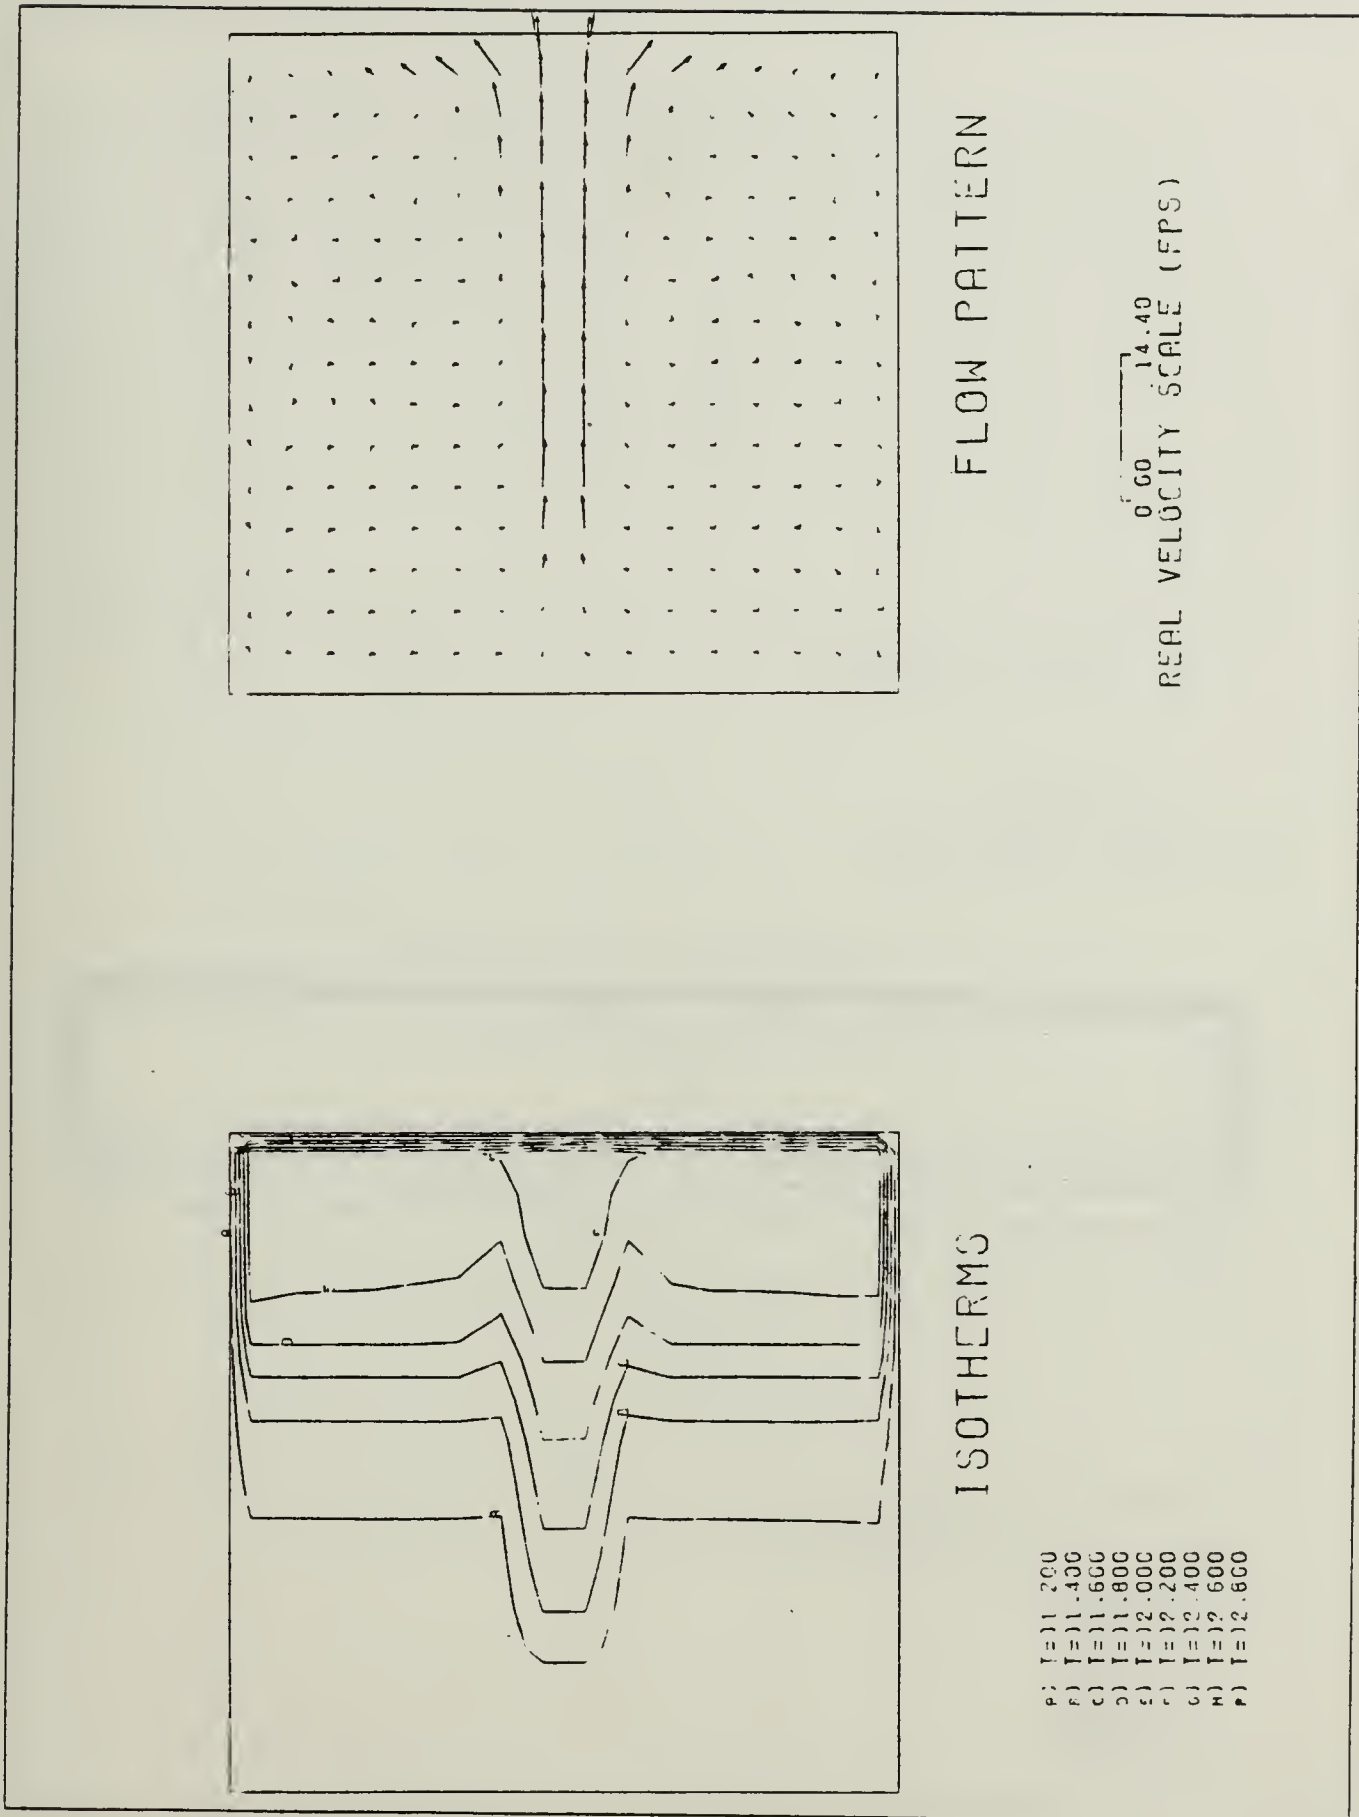 FLOW PATTERN
0.00 14.40
REAL VELOCITY SCALE (FPS)
ISOTHERMS
A) T=11.200
B) T=11.400
C) T=11.600
D) T=11.800
E) T=12.000
F) T=12.200
G) T=12.400
H) T=12.600
T=12.800
A
D
B